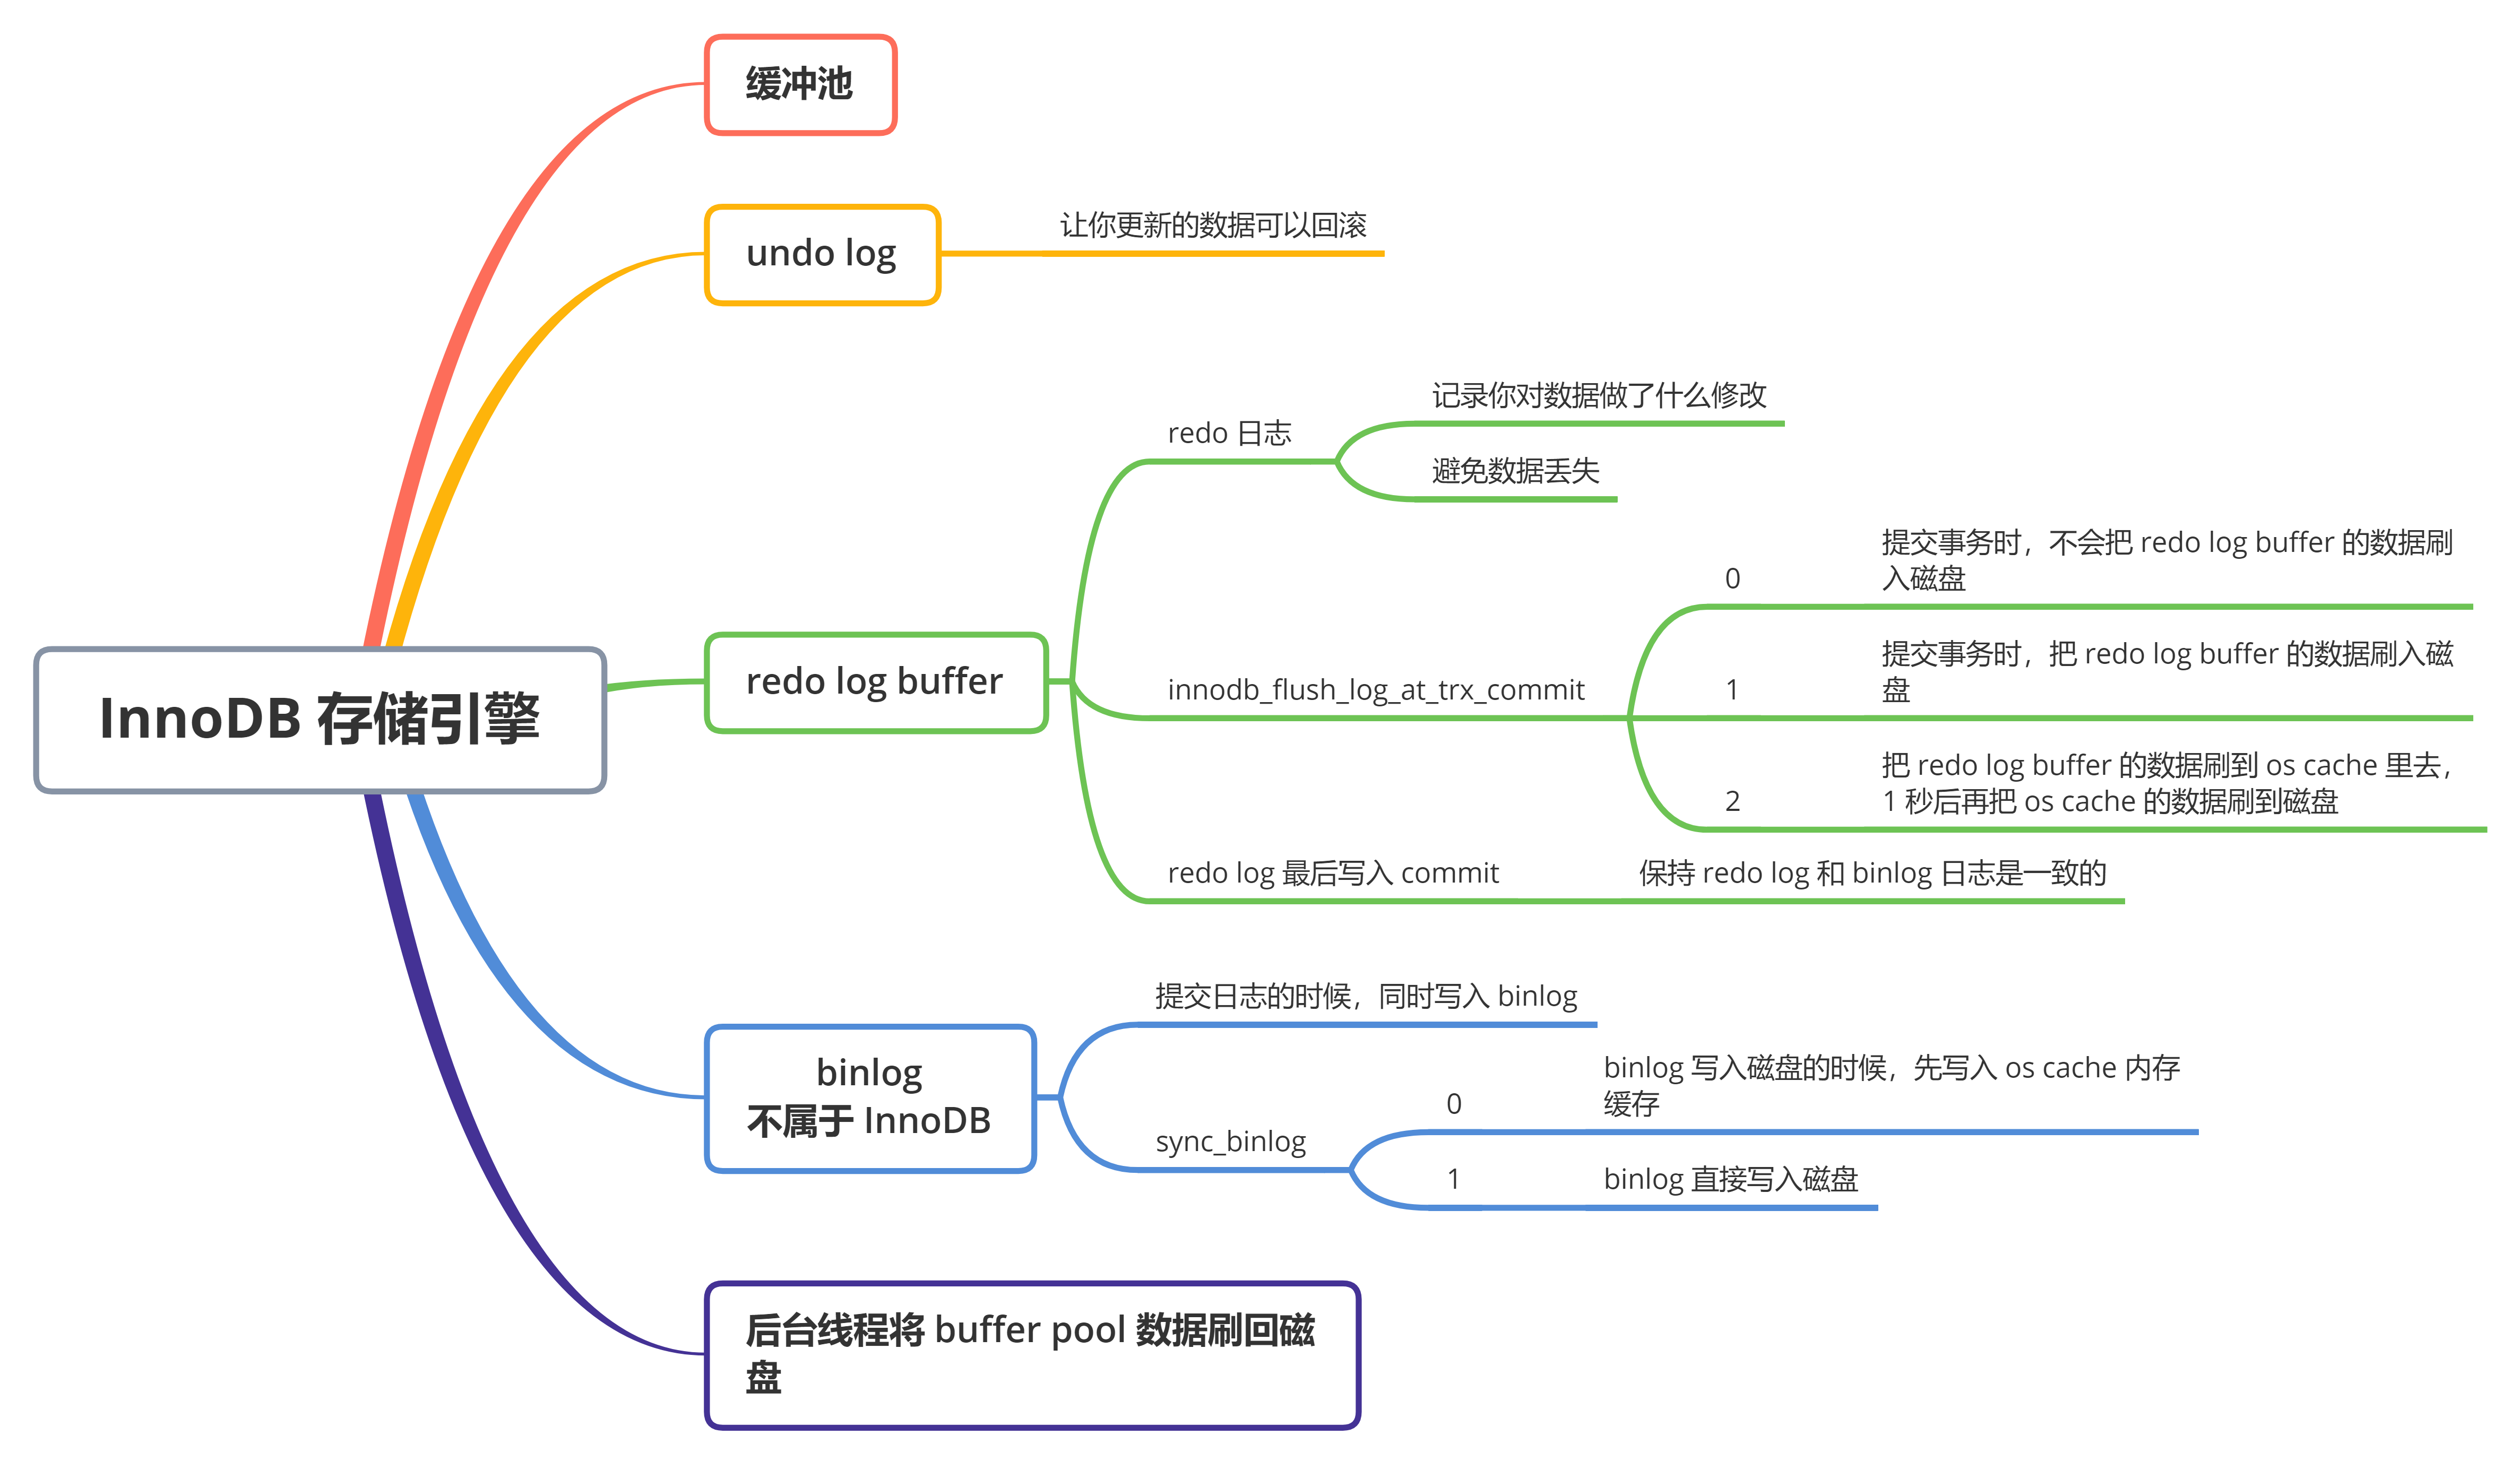 缓冲池
undo log
让你更新的数据可以回滚
InnoDB 存储引擎
redo log buffer
redo 日志
记录你对数据做了什么修改
避免数据丢失
innodb_flush_log_at_trx_commit
0
提交事务时，不会把 redo log buffer 的数据刷
入磁盘
1
提交事务时，把 redo log buffer 的数据刷入磁
盘
2
把 redo log buffer 的数据刷到 os cache 里去，
1 秒后再把 os cache 的数据刷到磁盘
redo log 最后写入 commit
保持 redo log 和 binlog 日志是一致的
binlog
不属于 InnoDB
提交日志的时候，同时写入 binlog
sync_binlog
0
binlog 写入磁盘的时候，先写入 os cache 内存
缓存
1
binlog 直接写入磁盘
后台线程将 buffer pool 数据刷回磁
盘